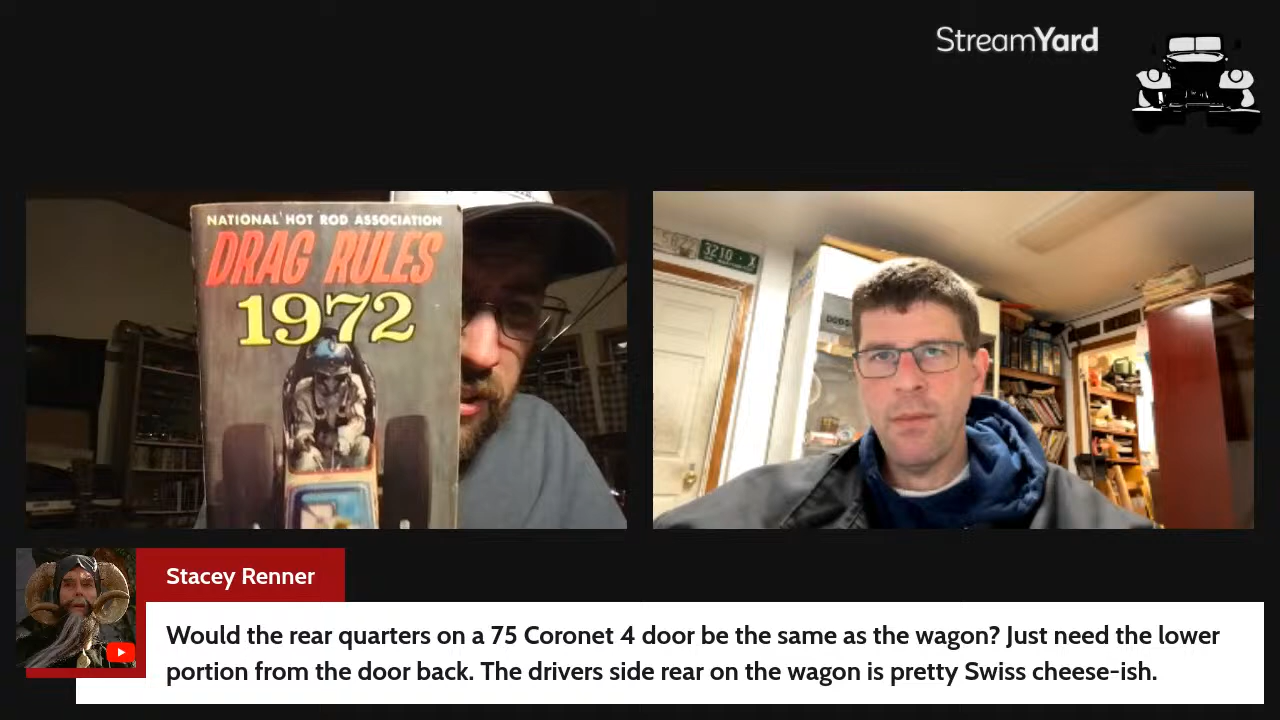 StreamYard
NATIONAL HOT ROD ASSOCIATION
DRAG RULES
1972
3210 · X
Stacey Renner
Would the rear quarters on a 75 Coronet 4 door be the same as the wagon? Just need the lower
portion from the door back. The drivers side rear on the wagon is pretty Swiss cheese-ish.